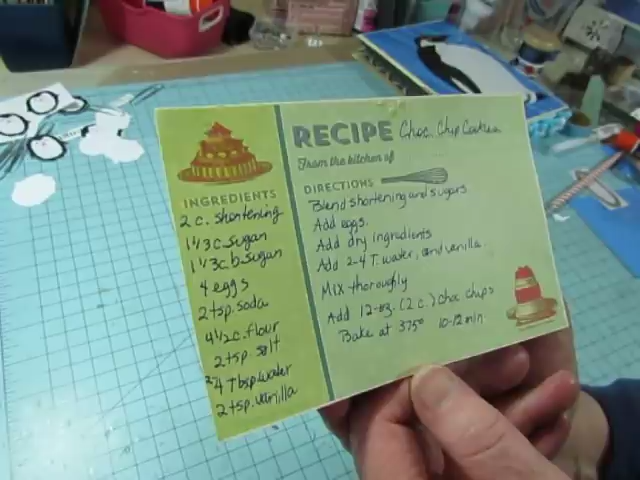 RECIPE Choc. Chip Cookies
From the kitchen of
INGREDIENTS
2 c. shortening
1 1/3 c. sugar
1 1/3 c. b. sugar
4 eggs
2 tsp. soda
4 1/2 c. flour
2 tsp salt
2-4 Tbsp water
2 tsp. vanilla
DIRECTIONS
Blend shortening and sugars
Add eggs.
Add dry ingredients
Add 2-4 T. water, and vanilla.
Mix thoroughly
Add 12-oz. (2 c.) choc chips
Bake at 375° 10-12 min.